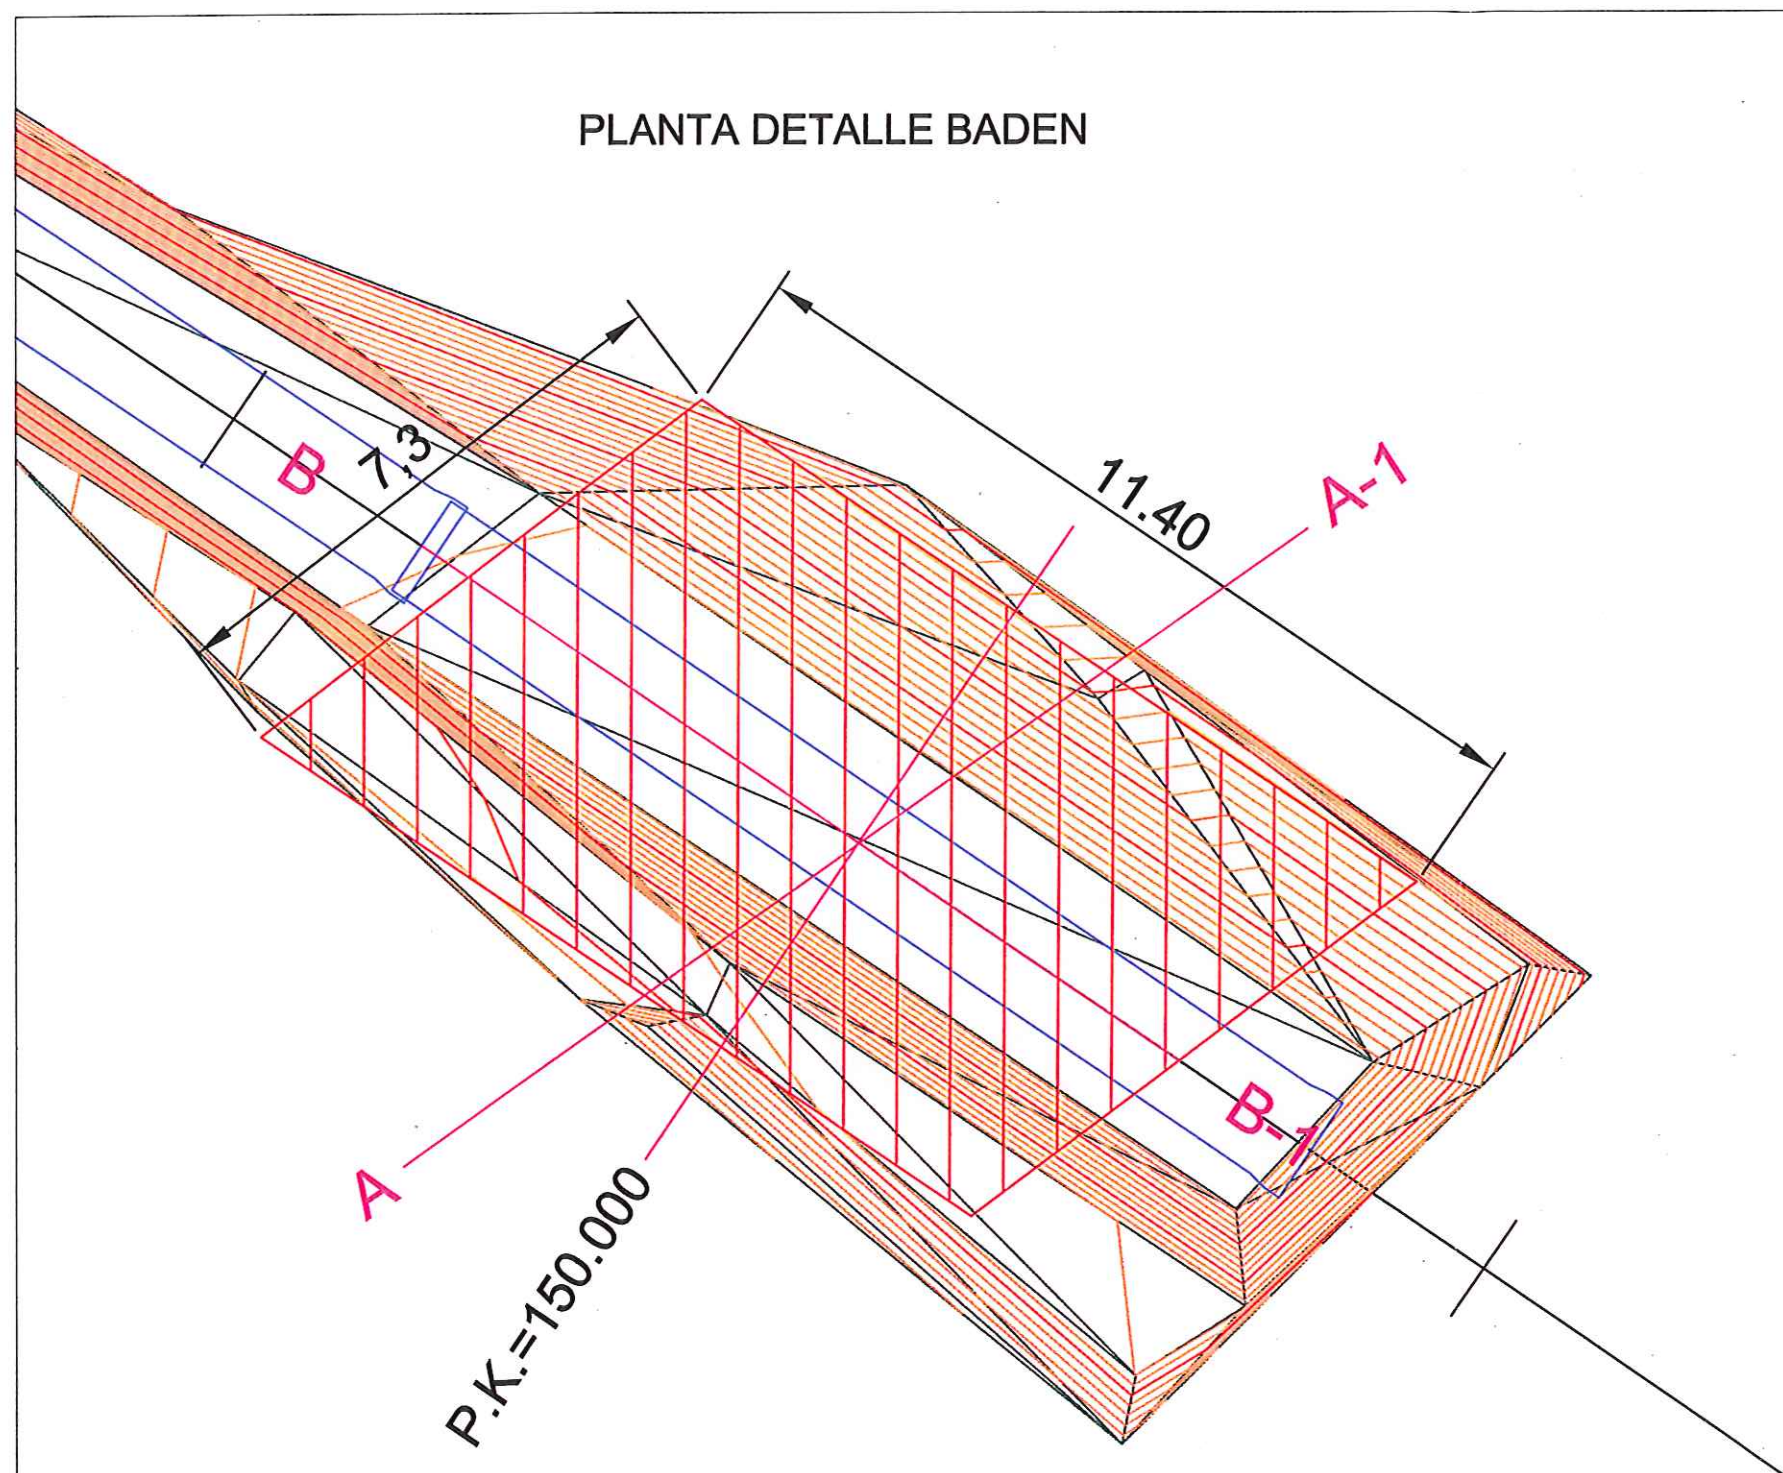 PLANTA DETALLE BADEN
B
7,3
11.40
A-1
B-1
A
P.K.=150.000